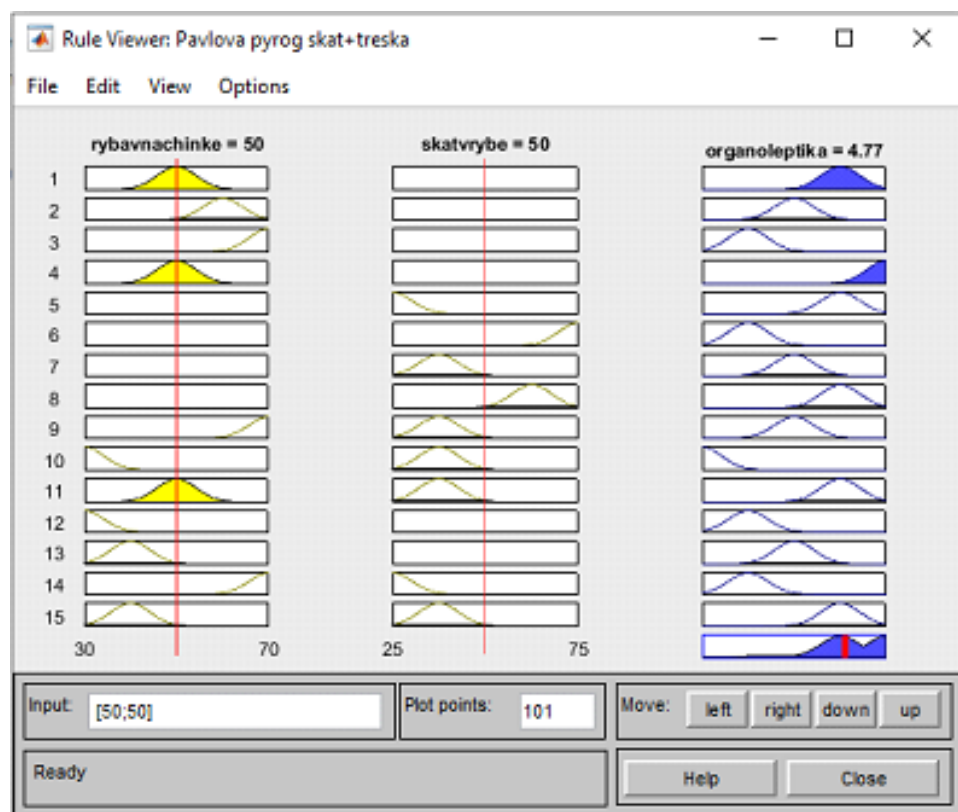 Rule Viewer: Pavlova pyrog skat+treska
File Edit View Options
rybavnachinke = 50 skatvrybe = 50 organoleptika = 4.77
1
2
3
4
5
6
7
8
9
10
11
12
13
14
15
30 70 25 75
Input: [50;50] Plot points: 101 Move: left right down up
Ready Help Close